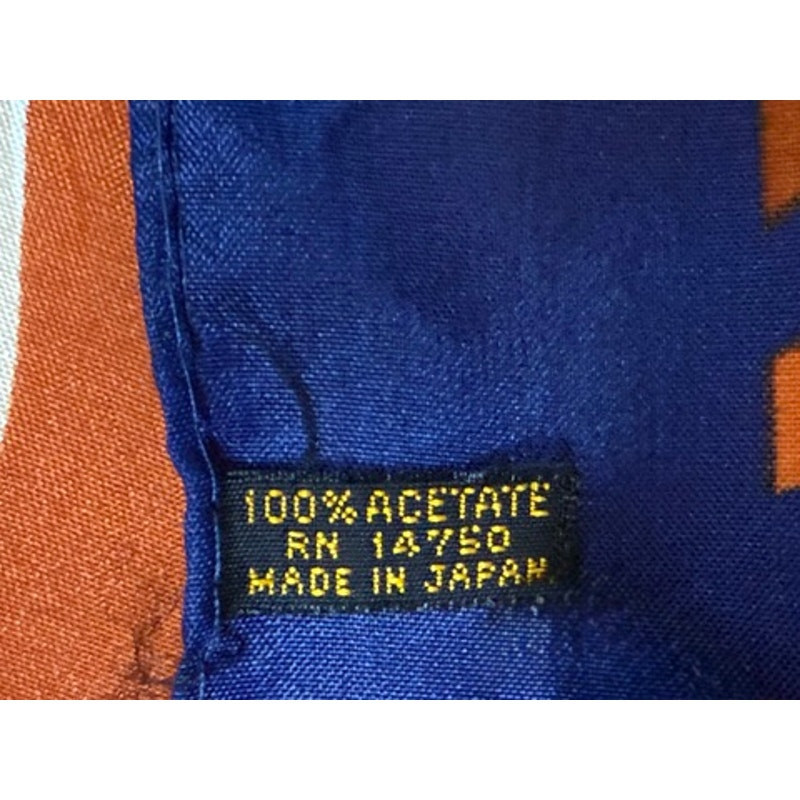 100% ACETATE
RN 14750
MADE IN JAPAN